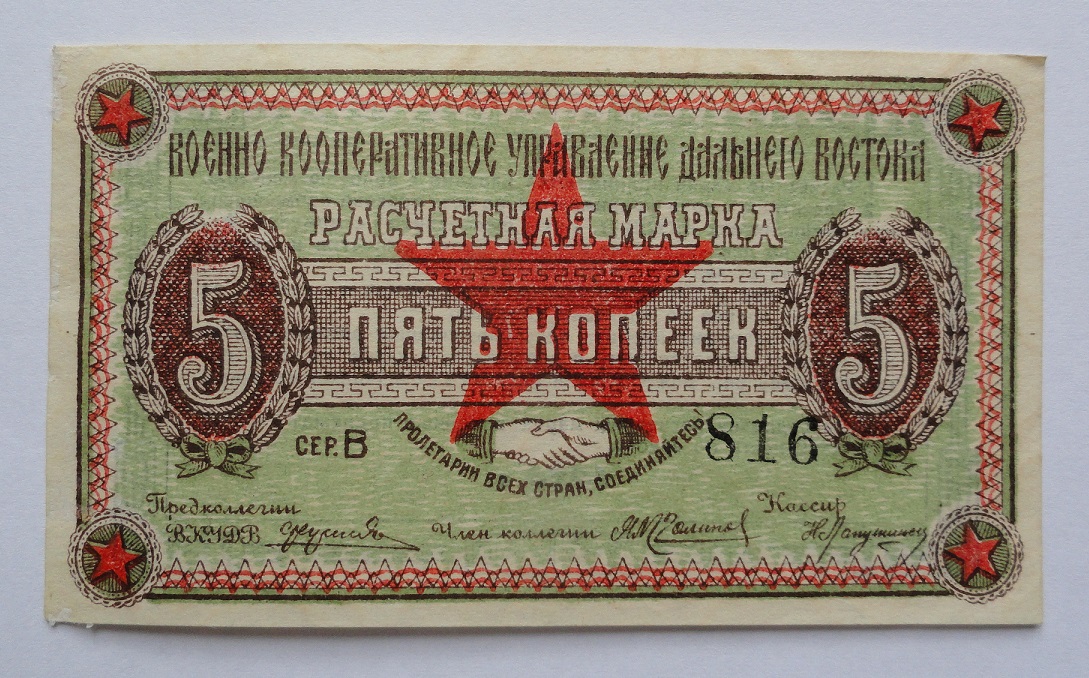 ВОЕННО КООПЕРАТИВНОЕ УПРАВЛЕНИЕ ДАЛЬНЕГО ВОСТОКА
РАСЧЕТНАЯ МАРКА
5 ПЯТЬ КОПЕЕК 5
СЕР. В
ПРОЛЕТАРИИ ВСЕХ СТРАН, СОЕДИНЯЙТЕСЬ!
816
Предколлегии
ВКУДВ
Член коллегии
Кассир